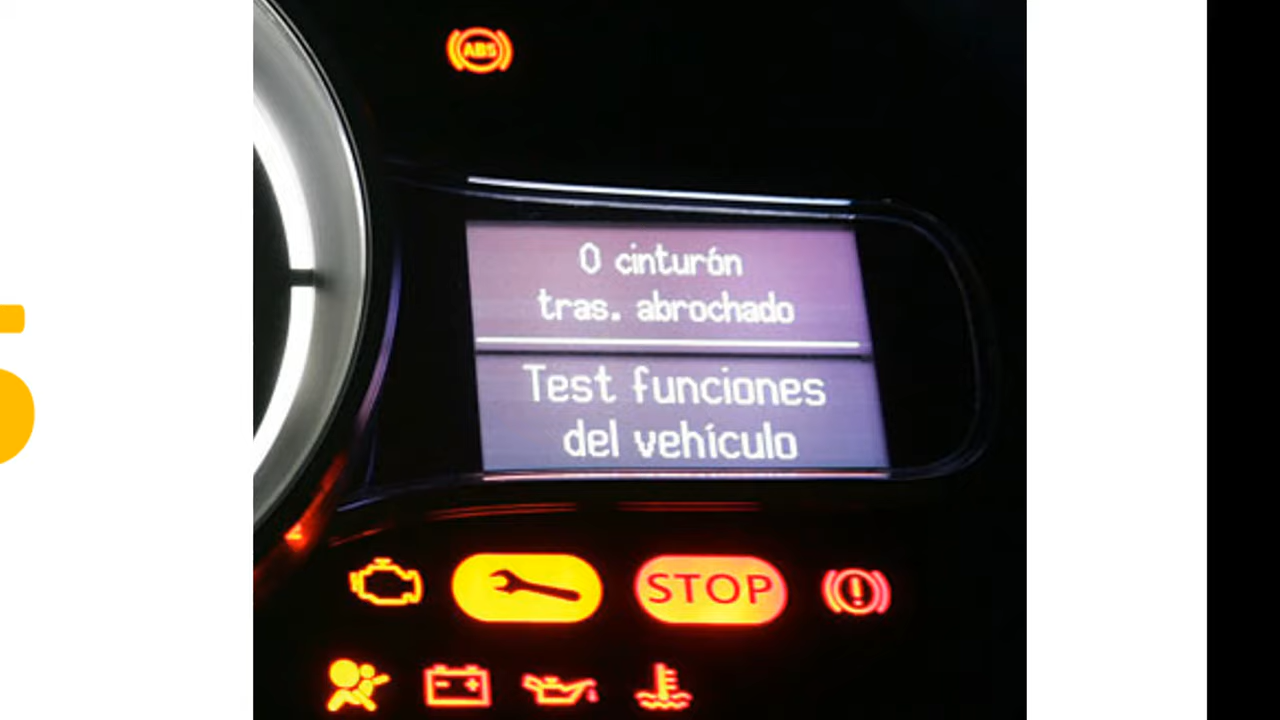 ABS
0 cinturón
tras. abrochado
Test funciones
del vehículo
STOP